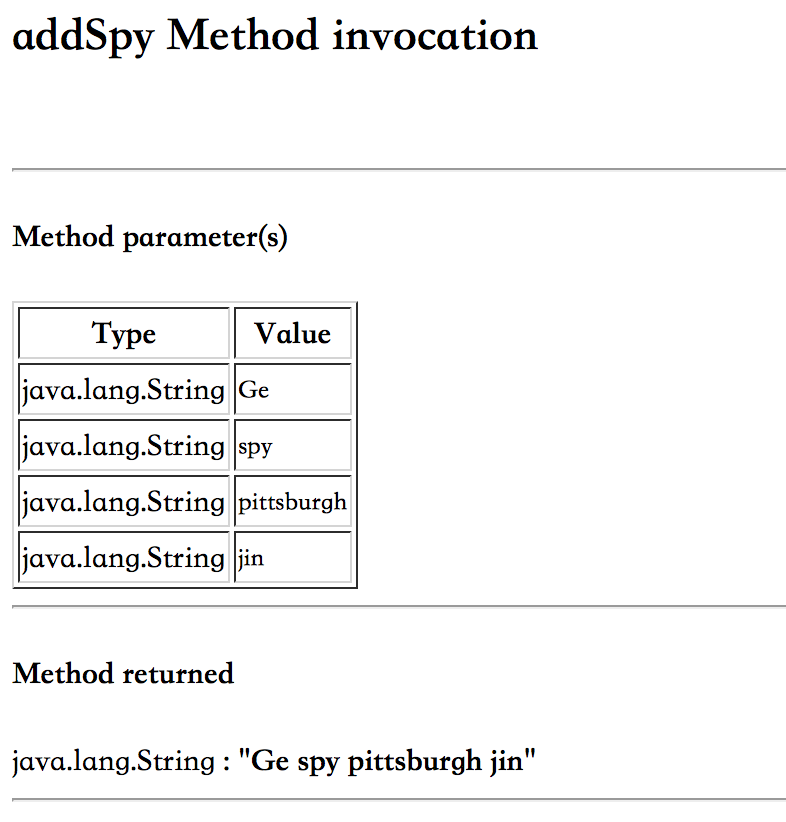 addSpy Method invocation
Method parameter(s)
Type Value
java.lang.String Ge
java.lang.String spy
java.lang.String pittsburgh
java.lang.String jin
Method returned
java.lang.String : "Ge spy pittsburgh jin"